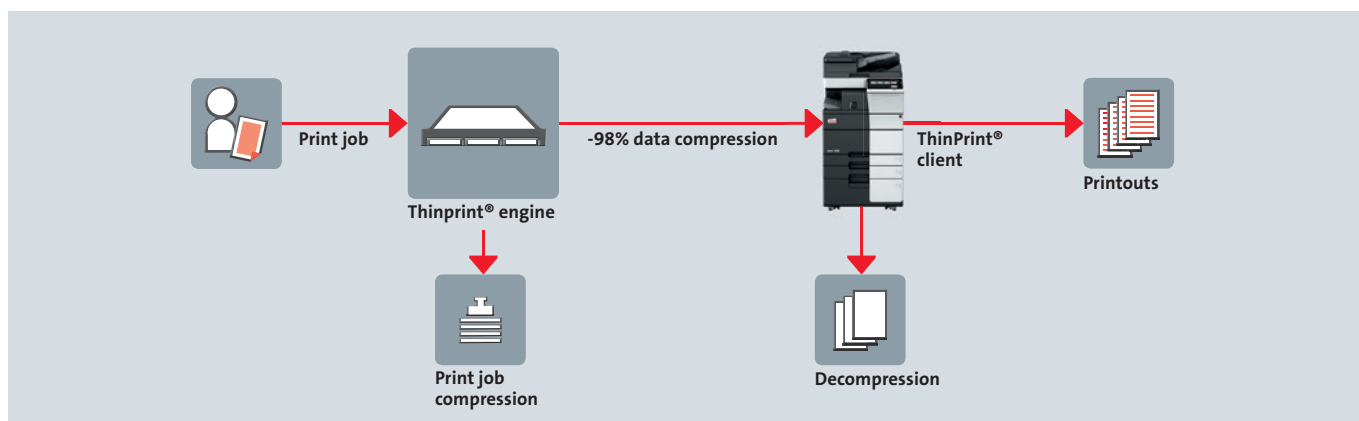 Print job
-98% data compression
ThinPrint®
client
Printouts
Thinprint® engine
Print job
compression
Decompression